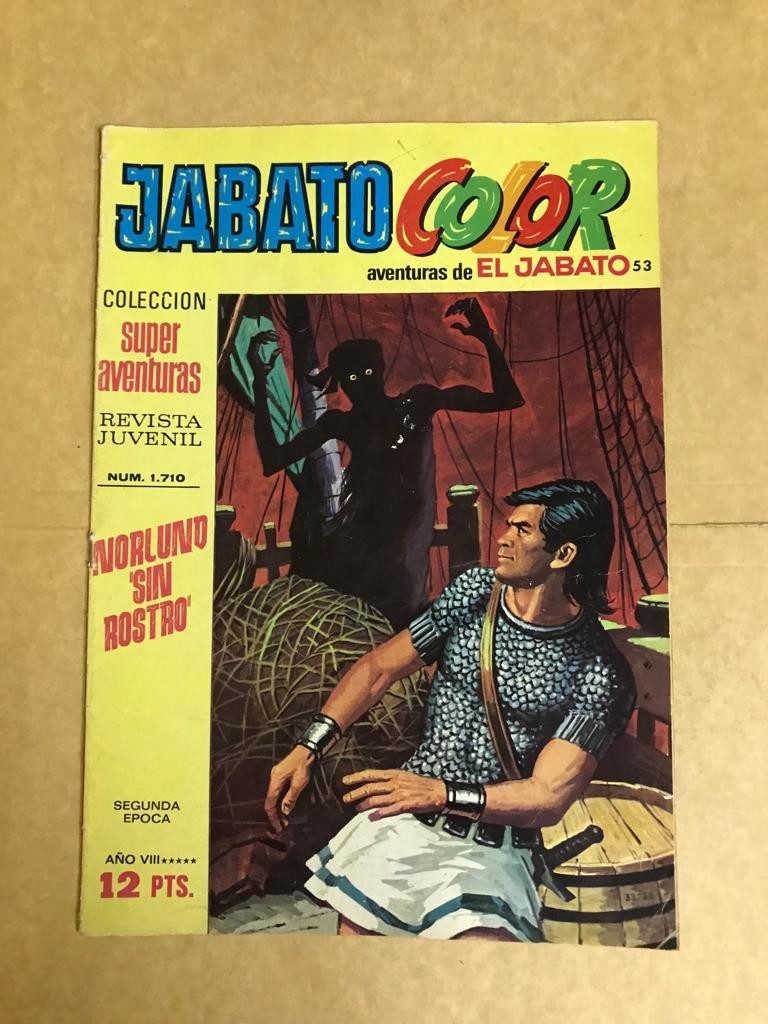 JABATO COLOR
aventuras de EL JABATO 53
COLECCION
super
aventuras
REVISTA
JUVENIL
NUM. 1.710
NORLUND
'SIN
ROSTRO'
SEGUNDA
EPOCA
AÑO VIII★★★★★
12 PTS.